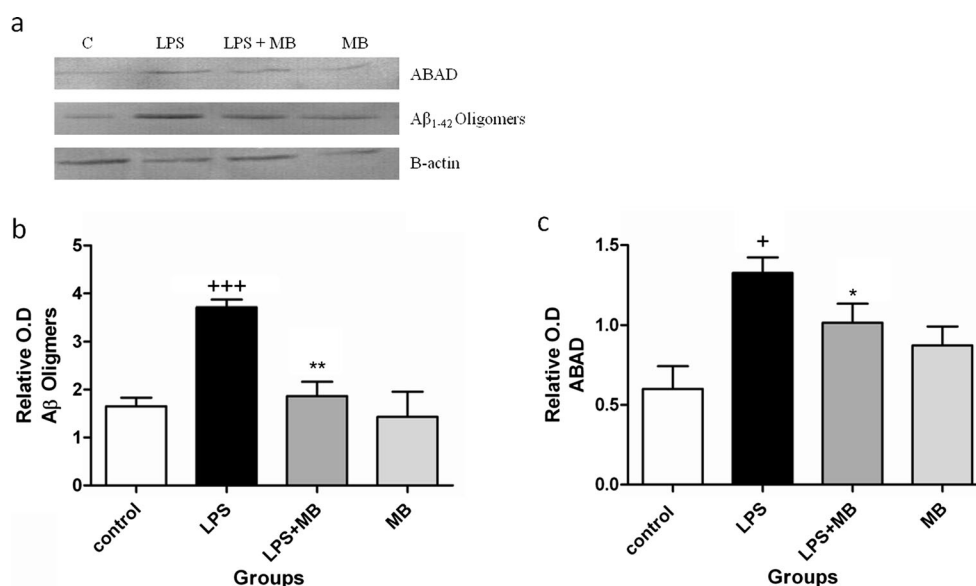 a
C LPS LPS + MB MB
ABAD
Aβ1-42 Oligomers
B-actin
b
Relative O.D
Aβ Oligmers
5
4
3
2
1
0
+++
**
control LPS LPS+MB MB
Groups
c
Relative O.D
ABAD
1.5
1.0
0.5
0.0
+
*
control LPS LPS+MB MB
Groups